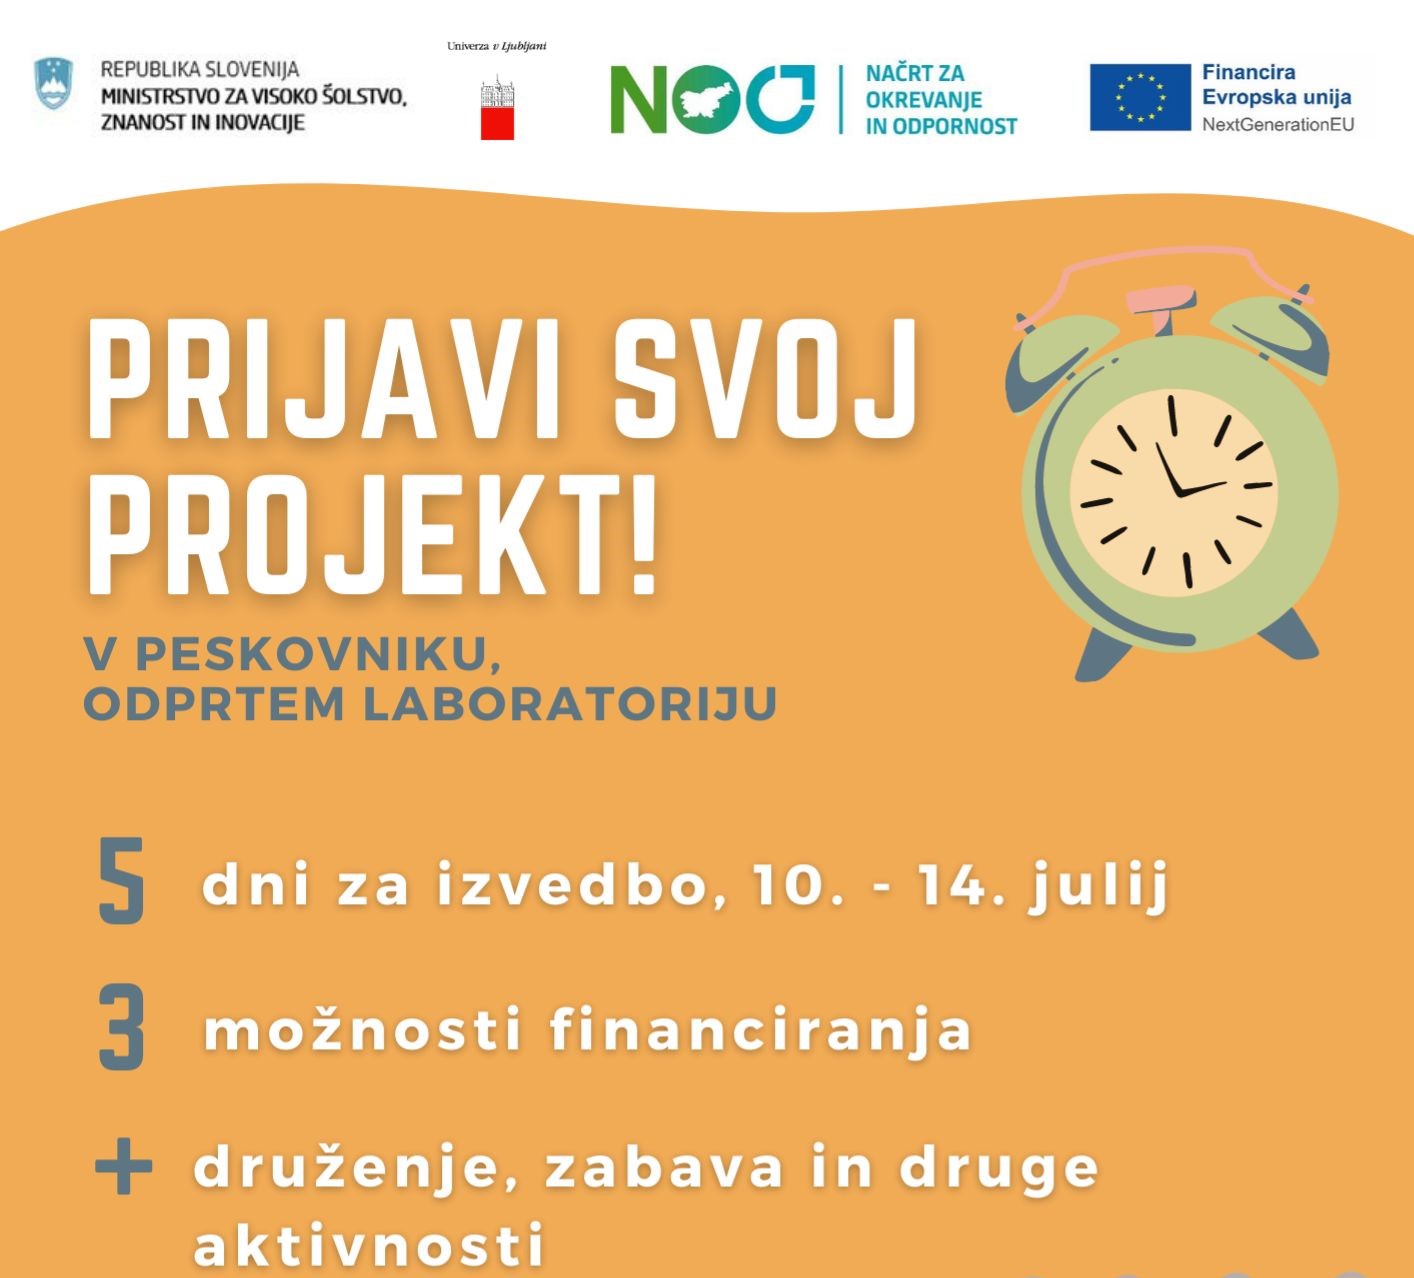 REPUBLIKA SLOVENIJA
MINISTRSTVO ZA VISOKO ŠOLSTVO,
ZNANOST IN INOVACIJE
Univerza v Ljubljani
NOO
NAČRT ZA
OKREVANJE
IN ODPORNOST
Financira
Evropska unija
NextGenerationEU
PRIJAVI SVOJ
PROJEKT!
V PESKOVNIKU,
ODPRTEM LABORATORIJU
5 dni za izvedbo, 10. - 14. julij
3 možnosti financiranja
+ druženje, zabava in druge
aktivnosti